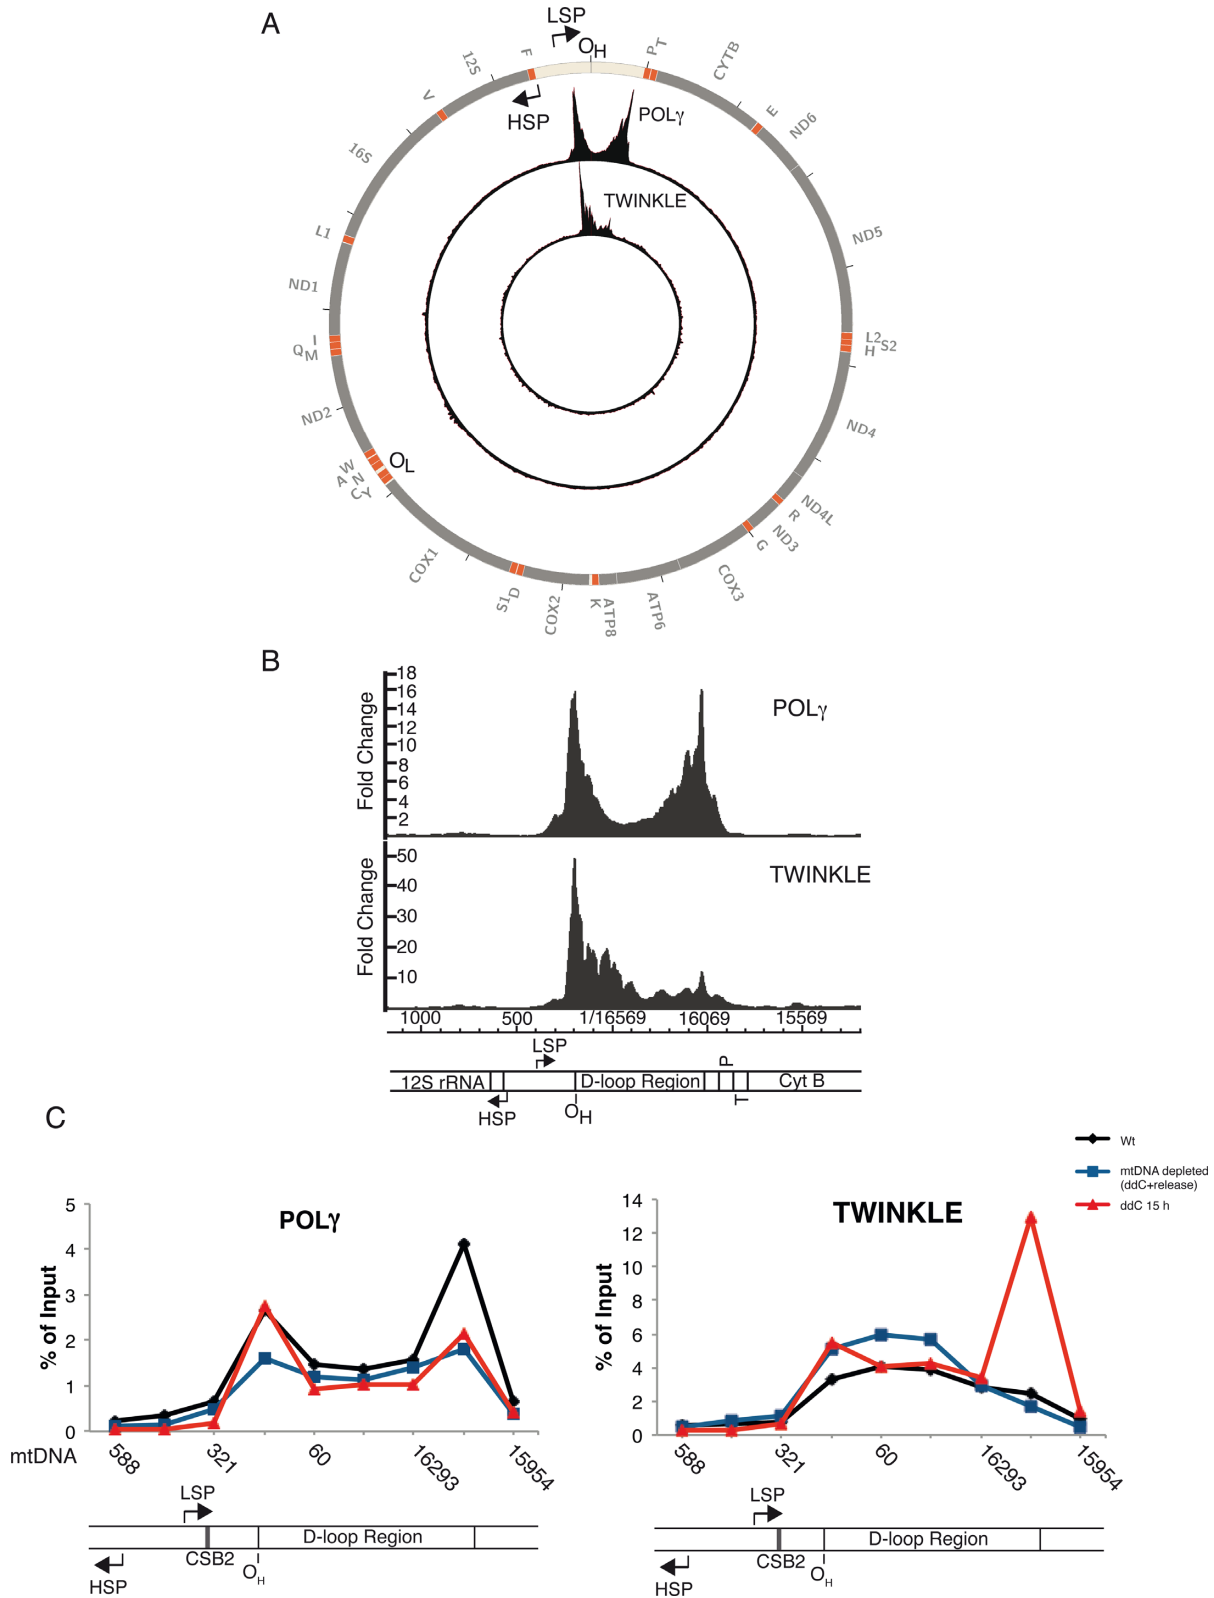 A
LSP
OH
F
P
T
12S
CYTB
V
HSP
POLγ
E
ND6
16S
TWINKLE
L1
ND5
ND1
I
Q
M
L2
S2
H
ND2
ND4
OL
W
A
N
C
Y
ND4L
R
ND3
G
COX1
COX3
S1
D
COX2
K
ATP8
ATP6
B
Fold Change
18
16
14
12
10
8
6
4
2
POLγ
Fold Change
50
40
30
20
10
TWINKLE
1000
500
1/16569
16069
15569
LSP
P
12S rRNA
D-loop Region
Cyt B
HSP
OH
T
C
Wt
mtDNA depleted
(ddC+release)
ddC 15 h
POLγ
% of Input
5
4
3
2
1
0
mtDNA
588
321
60
16293
15954
LSP
D-loop Region
CSB2
OH
HSP
TWINKLE
% of Input
14
12
10
8
6
4
2
0
588
321
60
16293
15954
LSP
D-loop Region
CSB2
OH
HSP